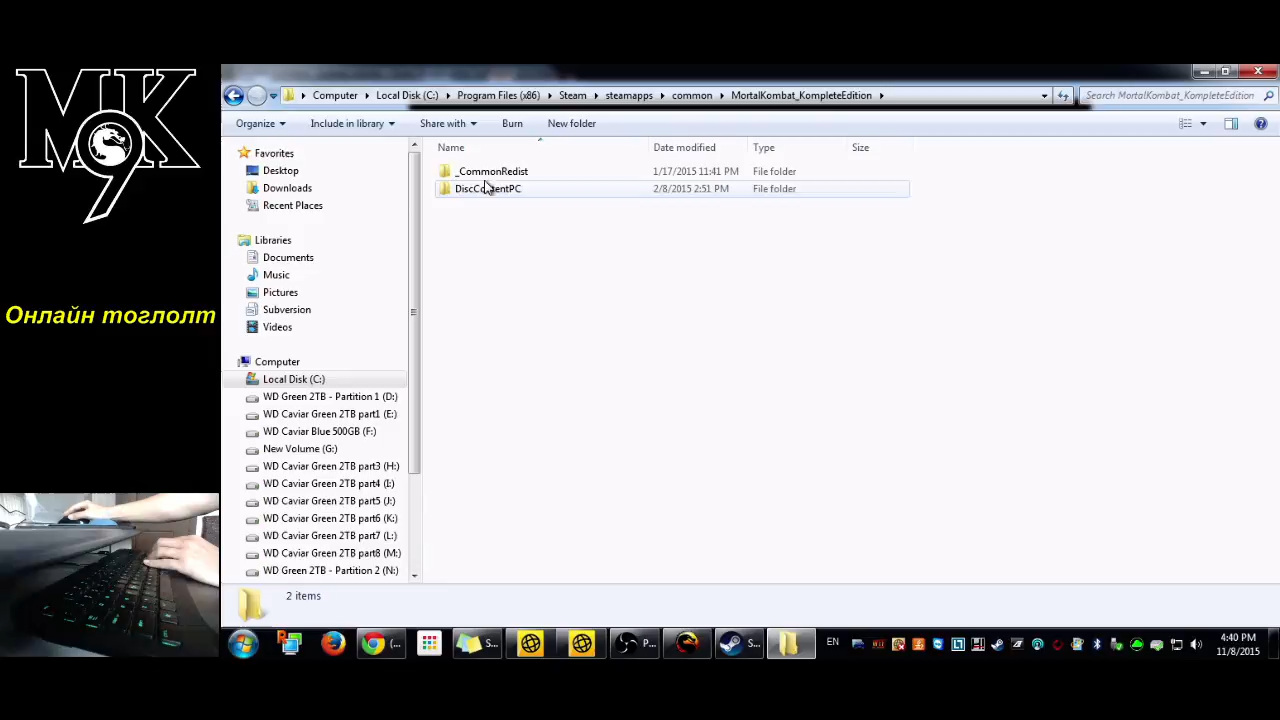 MK
9
Онлайн тоглолт
Computer
Local Disk (C:)
Program Files (x86)
Steam
steamapps
common
MortalKombat_KompleteEdition
Search MortalKombat_KompleteEdition
Organize
Include in library
Share with
Burn
New folder
Name
Date modified
Type
Size
_CommonRedist
1/17/2015 11:41 PM
File folder
DiscContentPC
2/8/2015 2:51 PM
File folder
Favorites
Desktop
Downloads
Recent Places
Libraries
Documents
Music
Pictures
Subversion
Videos
Computer
Local Disk (C:)
WD Green 2TB - Partition 1 (D:)
WD Caviar Green 2TB part1 (E:)
WD Caviar Blue 500GB (F:)
New Volume (G:)
WD Caviar Green 2TB part3 (H:)
WD Caviar Green 2TB part4 (I:)
WD Caviar Green 2TB part5 (J:)
WD Caviar Green 2TB part6 (K:)
WD Caviar Green 2TB part7 (L:)
WD Caviar Green 2TB part8 (M:)
WD Green 2TB - Partition 2 (N:)
2 items
(...
S...
P...
S...
EN
4:40 PM
11/8/2015